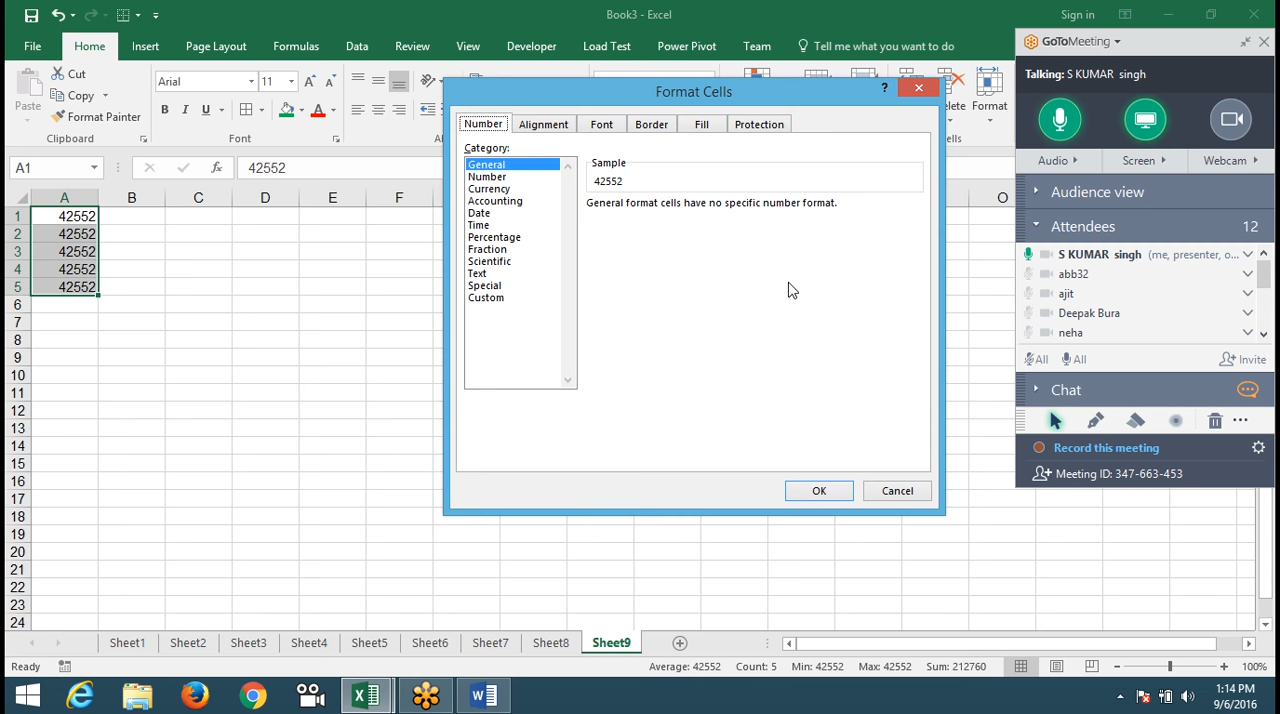 Book3 - Excel
Sign in
File Home Insert Page Layout Formulas Data Review View Developer Load Test Power Pivot Team Tell me what you want to do
Paste
Cut
Copy
Format Painter
Clipboard
Arial 11
B I U
A A
Font
Format
A1
fx
42552
Format Cells
?
Number Alignment Font Border Fill Protection
Category:
General
Number
Currency
Accounting
Date
Time
Percentage
Fraction
Scientific
Text
Special
Custom
Sample
42552
General format cells have no specific number format.
OK Cancel
A B C D E F O
1 42552
2 42552
3 42552
4 42552
5 42552
6
7
8
9
10
11
12
13
14
15
16
17
18
19
20
21
22
23
24
GoToMeeting
Talking: S KUMAR singh
Audio Screen Webcam
Audience view
Attendees 12
S KUMAR singh (me, presenter, o...
abb32
ajit
Deepak Bura
neha
All All Invite
Chat
Record this meeting
Meeting ID: 347-663-453
Sheet1 Sheet2 Sheet3 Sheet4 Sheet5 Sheet6 Sheet7 Sheet8 Sheet9
Ready
Average: 42552 Count: 5 Min: 42552 Max: 42552 Sum: 212760
100%
1:14 PM
9/6/2016